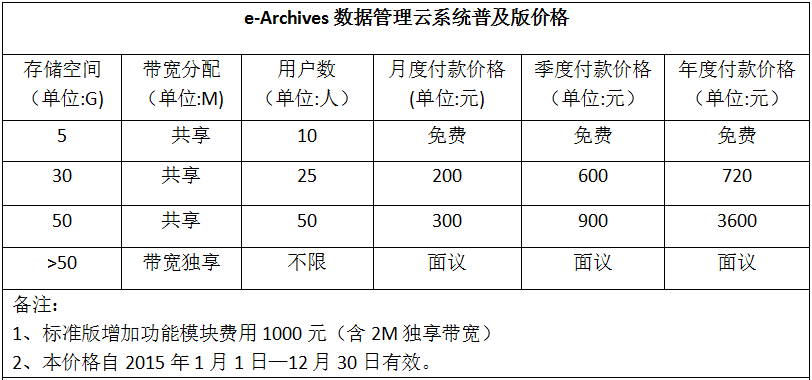 e-Archives 数据管理云系统普及版价格
存储空间 带宽分配 用户数 月度付款价格 季度付款价格 年度付款价格
（单位:G) （单位:M) （单位:人） (单位:元) （单位:元） （单位:元）
5 共享 10 免费 免费 免费
30 共享 25 200 600 720
50 共享 50 300 900 3600
>50 带宽独享 不限 面议 面议 面议
备注:
1、标准版增加功能模块费用 1000 元（含 2M 独享带宽）
2、本价格自 2015 年 1 月 1 日—12 月 30 日有效。